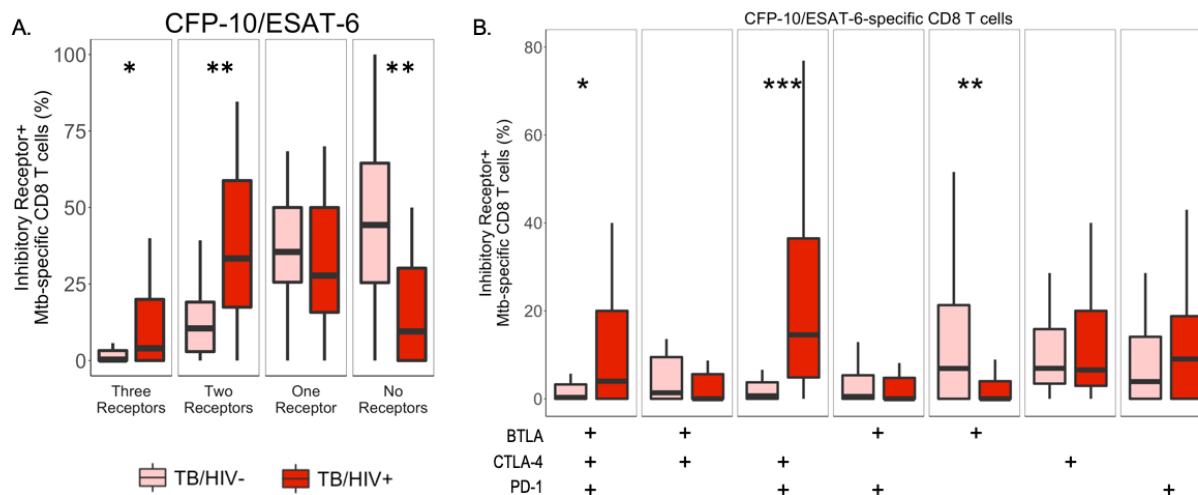 A.
CFP-10/ESAT-6
Inhibitory Receptor+
Mtb-specific CD8 T cells (%)
100
75
50
25
0
*
**
**
Three
Receptors
Two
Receptors
One
Receptor
No
Receptors
TB/HIV-
TB/HIV+
B.
CFP-10/ESAT-6-specific CD8 T cells
Inhibitory Receptor+
Mtb-specific CD8 T cells (%)
80
60
40
20
0
*
***
**
BTLA + + + +
CTLA-4 + + + +
PD-1 + + + +